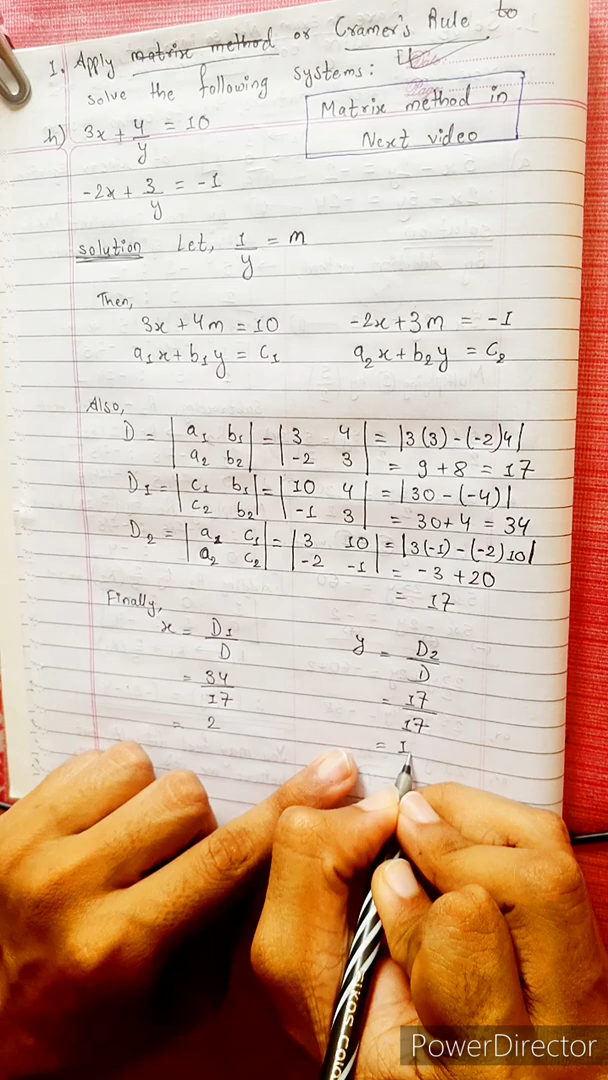 1. Apply matrix method or Cramer's Rule to
solve the following systems:
Matrix method in
Next video
h) 3x + 4/y = 10
-2x + 3/y = -1
solution Let, 1/y = m
Then,
3x + 4m = 10 -2x + 3m = -1
a₁x + b₁y = C₁ a₂x + b₂y = C₂
Also,
D = |a₁ b₁; a₂ b₂| = |3 4; -2 3| = |3(3) - (-2)4|
= 9 + 8 = 17
D₁ = |C₁ b₁; C₂ b₂| = |10 4; -1 3| = |30 - (-4)|
= 30 + 4 = 34
D₂ = |a₁ C₁; a₂ C₂| = |3 10; -2 -1| = |3(-1) - (-2)10|
= -3 + 20
= 17
Finally,
x = D₁/D y = D₂/D
= 34/17 = 17/17
= 2 = 1
PowerDirector